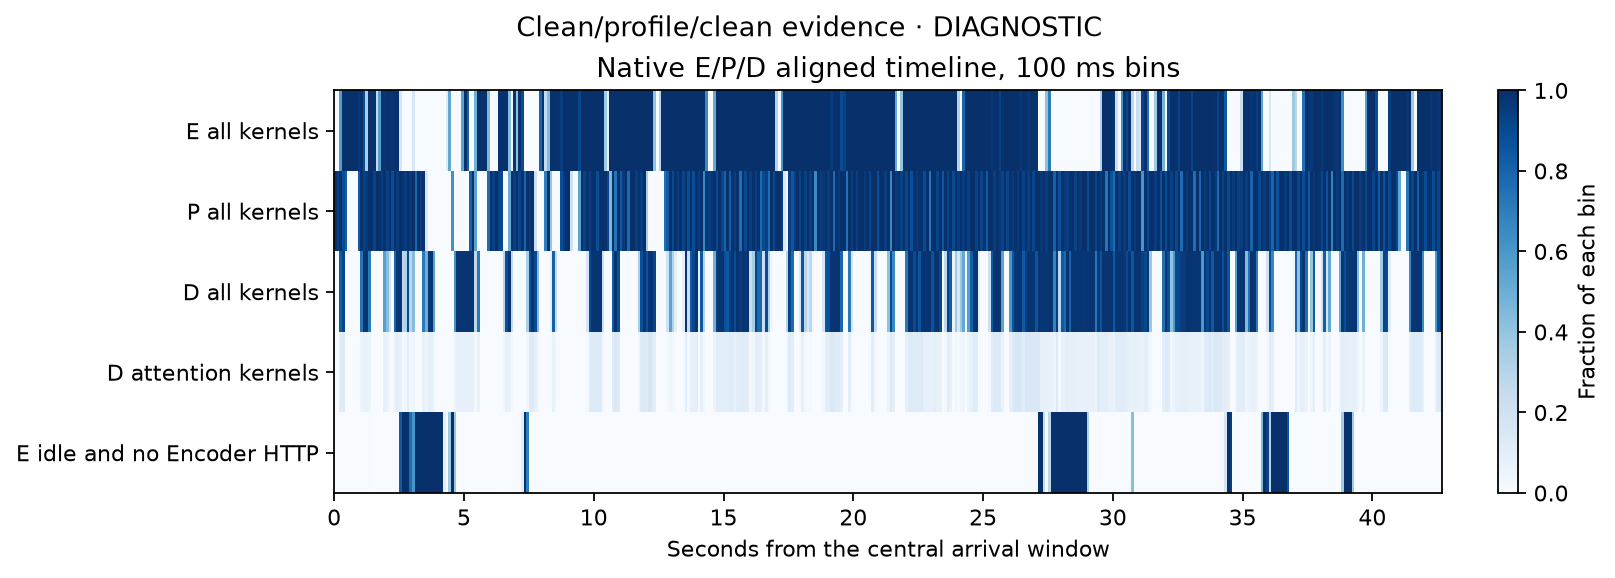 Clean/profile/clean evidence · DIAGNOSTIC
Native E/P/D aligned timeline, 100 ms bins
E all kernels
P all kernels
D all kernels
D attention kernels
E idle and no Encoder HTTP
0 5 10 15 20 25 30 35 40
Seconds from the central arrival window
1.0
0.8
0.6
0.4
0.2
0.0
Fraction of each bin